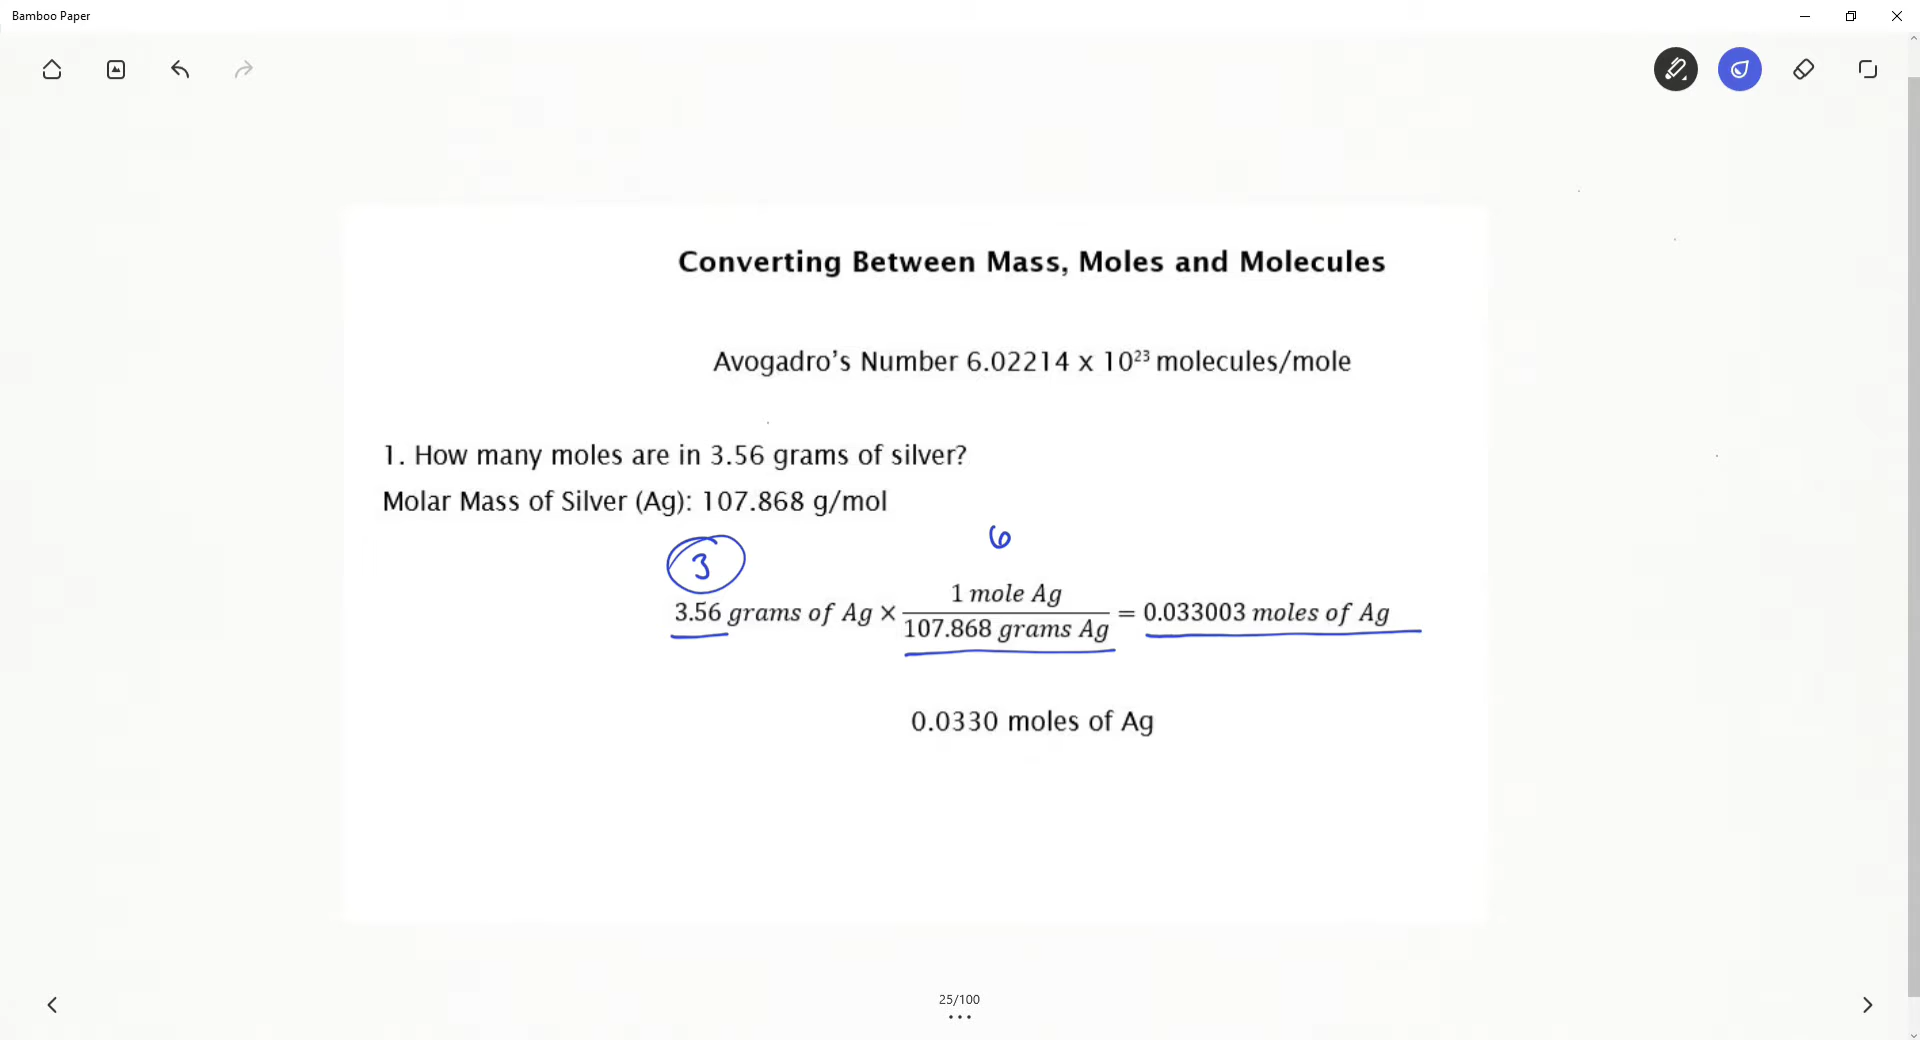 Bamboo Paper
Converting Between Mass, Moles and Molecules
Avogadro’s Number 6.02214 x 10²³ molecules/mole
1. How many moles are in 3.56 grams of silver?
Molar Mass of Silver (Ag): 107.868 g/mol
3
6
3.56 grams of Ag × 1 mole Ag / 107.868 grams Ag = 0.033003 moles of Ag
0.0330 moles of Ag
25/100